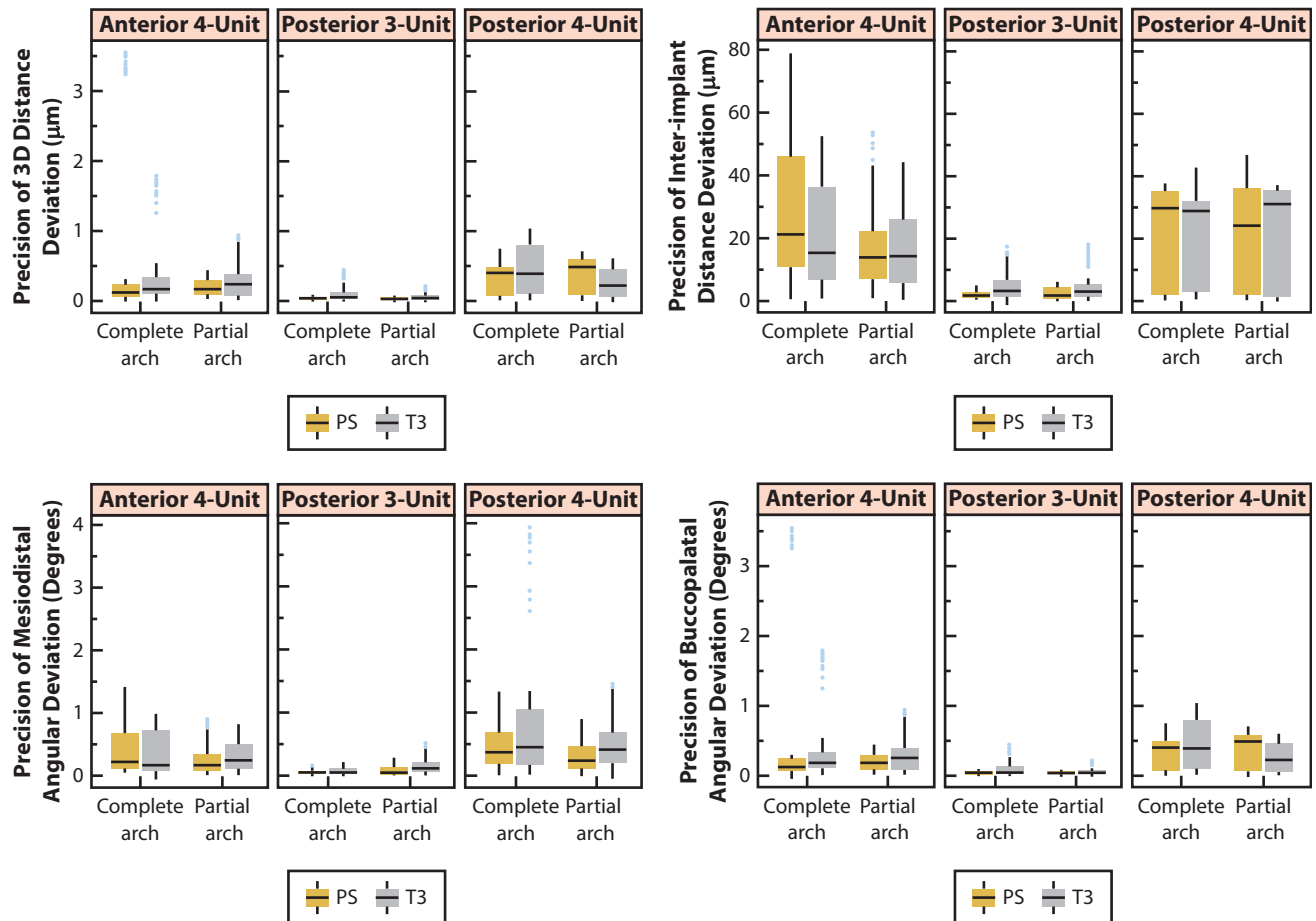 Anterior 4-Unit Posterior 3-Unit Posterior 4-Unit
Precision of 3D Distance
Deviation (µm)
3
2
1
0
Complete arch Partial arch Complete arch Partial arch Complete arch Partial arch
PS T3
Anterior 4-Unit Posterior 3-Unit Posterior 4-Unit
Precision of Inter-implant
Distance Deviation (µm)
80
60
40
20
0
Complete arch Partial arch Complete arch Partial arch Complete arch Partial arch
PS T3
Anterior 4-Unit Posterior 3-Unit Posterior 4-Unit
Precision of Mesiodistal
Angular Deviation (Degrees)
4
3
2
1
0
Complete arch Partial arch Complete arch Partial arch Complete arch Partial arch
PS T3
Anterior 4-Unit Posterior 3-Unit Posterior 4-Unit
Precision of Buccopalatal
Angular Deviation (Degrees)
3
2
1
0
Complete arch Partial arch Complete arch Partial arch Complete arch Partial arch
PS T3